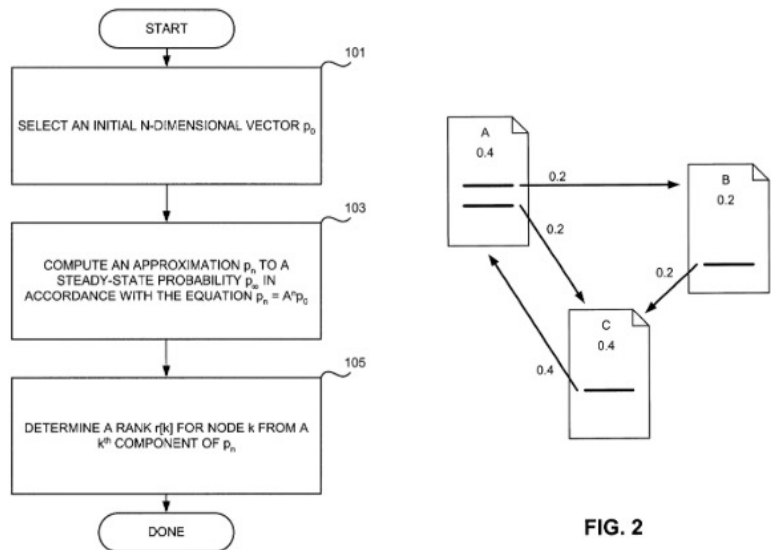 START
101
SELECT AN INITIAL N-DIMENSIONAL VECTOR p₀
103
COMPUTE AN APPROXIMATION pₙ TO A
STEADY-STATE PROBABILITY p∞ IN
ACCORDANCE WITH THE EQUATION pₙ = Aⁿp₀
105
DETERMINE A RANK r[k] FOR NODE k FROM A
kᵗʰ COMPONENT OF pₙ
DONE
A
0.4
0.2
B
0.2
0.2
0.2
C
0.4
0.4
FIG. 2